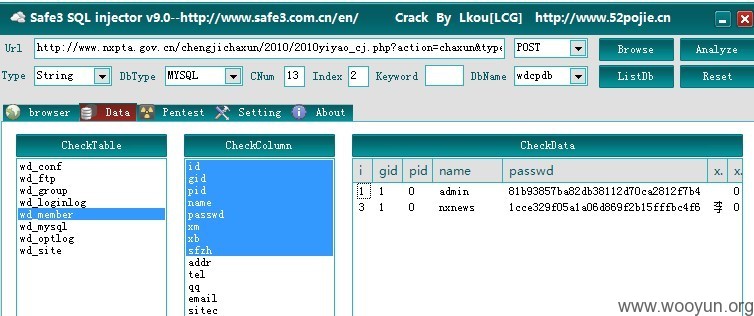 Safe3 SQL injector v9.0--http://www.safe3.com.cn/en/ Crack By Lkou[LCG] http://www.52pojie.cn
Url http://www.nxpta.gov.cn/chengjichaxun/2010/2010yiyao_cj.php?action=chaxun&type POST Browse Analyze
Type String DbType MYSQL CNum 13 Index 2 Keyword DbName wdcpdb ListDb Reset
browser Data Pentest Setting About
CheckTable CheckColumn CheckData
wd_conf id i gid pid name passwd x. x.
wd_ftp gid
wd_group pid 1 1 0 admin 81b93857ba82db38112d70ca2812f7b4 0
wd_loginlog name 3 1 0 nxnews 1cce329f05a1a06d869f2b15fffbc4f6 李 0
wd_member passwd
wd_mysql xm
wd_optlog xb
wd_site sfzh
addr
tel
qq
email
sitec
www.wooyun.org